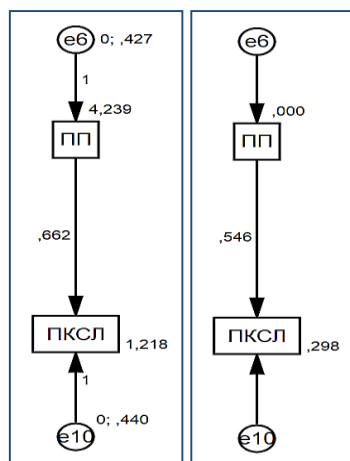 e6 0; ,427
1
4,239
ПП
,662
ПКСЛ
1,218
1
0; ,440
e10
e6
,000
ПП
,546
ПКСЛ
,298
e10